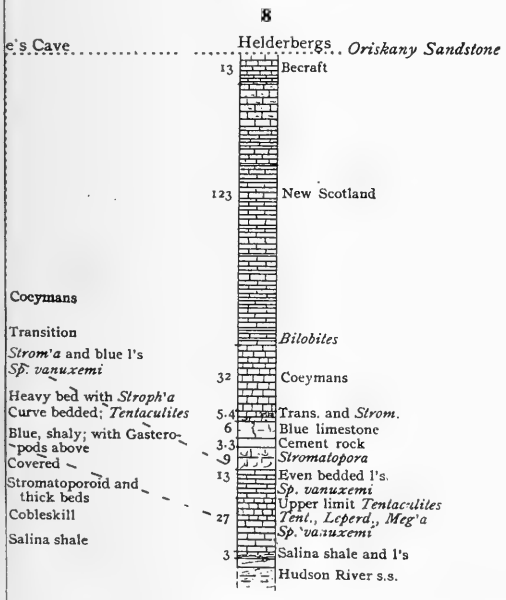 8
e's Cave
Helderbergs
Oriskany Sandstone
13 Becraft
123 New Scotland
Bilobites
32 Coeymans
5.4 Trans. and Strom.
6 Blue limestone
3.3 Cement rock
9 Stromatopora
13 Even bedded l's.
Sp. vanuxemi
Upper limit Tentaculites
27 Tent., Leperd., Meg'a
Sp. vanuxemi
3 Salina shale and l's
Hudson River s.s.
Coeymans
Transition
Strom'a and blue l's
Sp. vanuxemi
Heavy bed with Stroph'a
Curve bedded; Tentaculites
Blue, shaly; with Gastero-
pods above
Covered
Stromatoporoid and
thick beds
Cobleskill
Salina shale